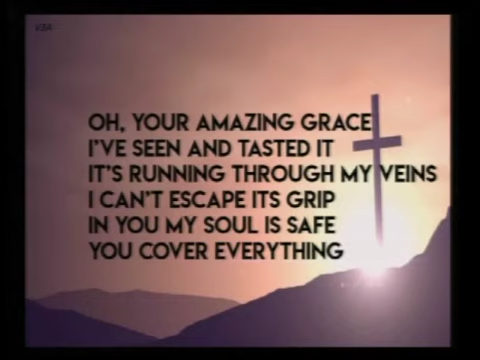 OH, YOUR AMAZING GRACE
I'VE SEEN AND TASTED IT
IT'S RUNNING THROUGH MY VEINS
I CAN'T ESCAPE ITS GRIP
IN YOU MY SOUL IS SAFE
YOU COVER EVERYTHING